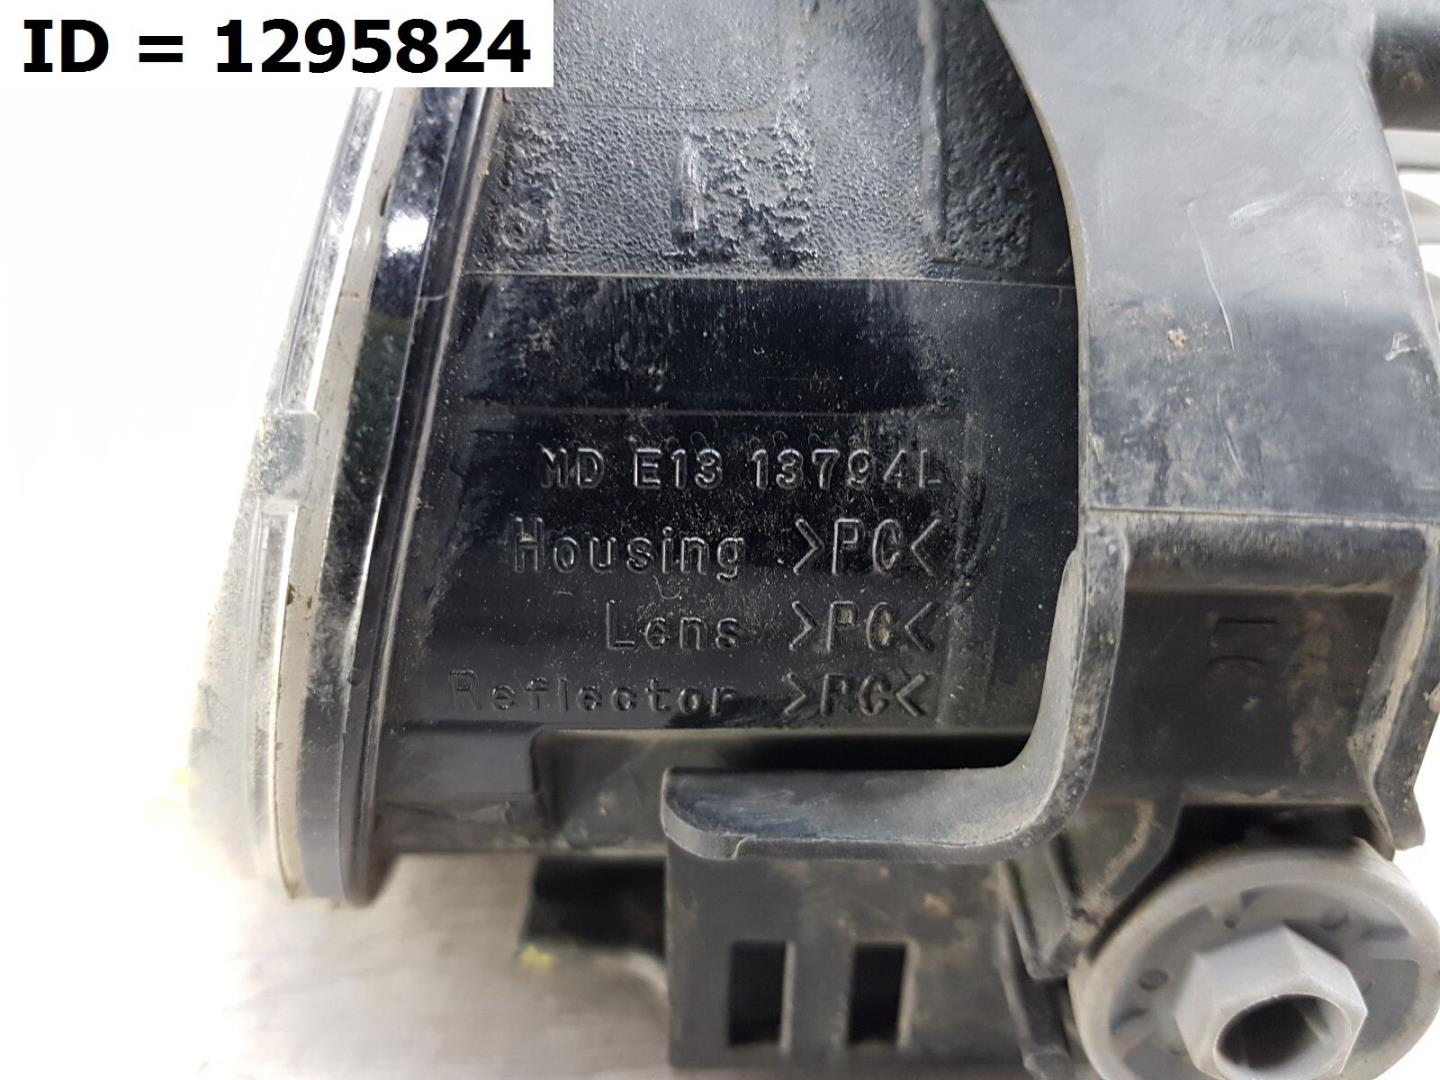 ID = 1295824
MD E13 13794L
Housing >PC<
Lens >PC<
Reflector >PC<